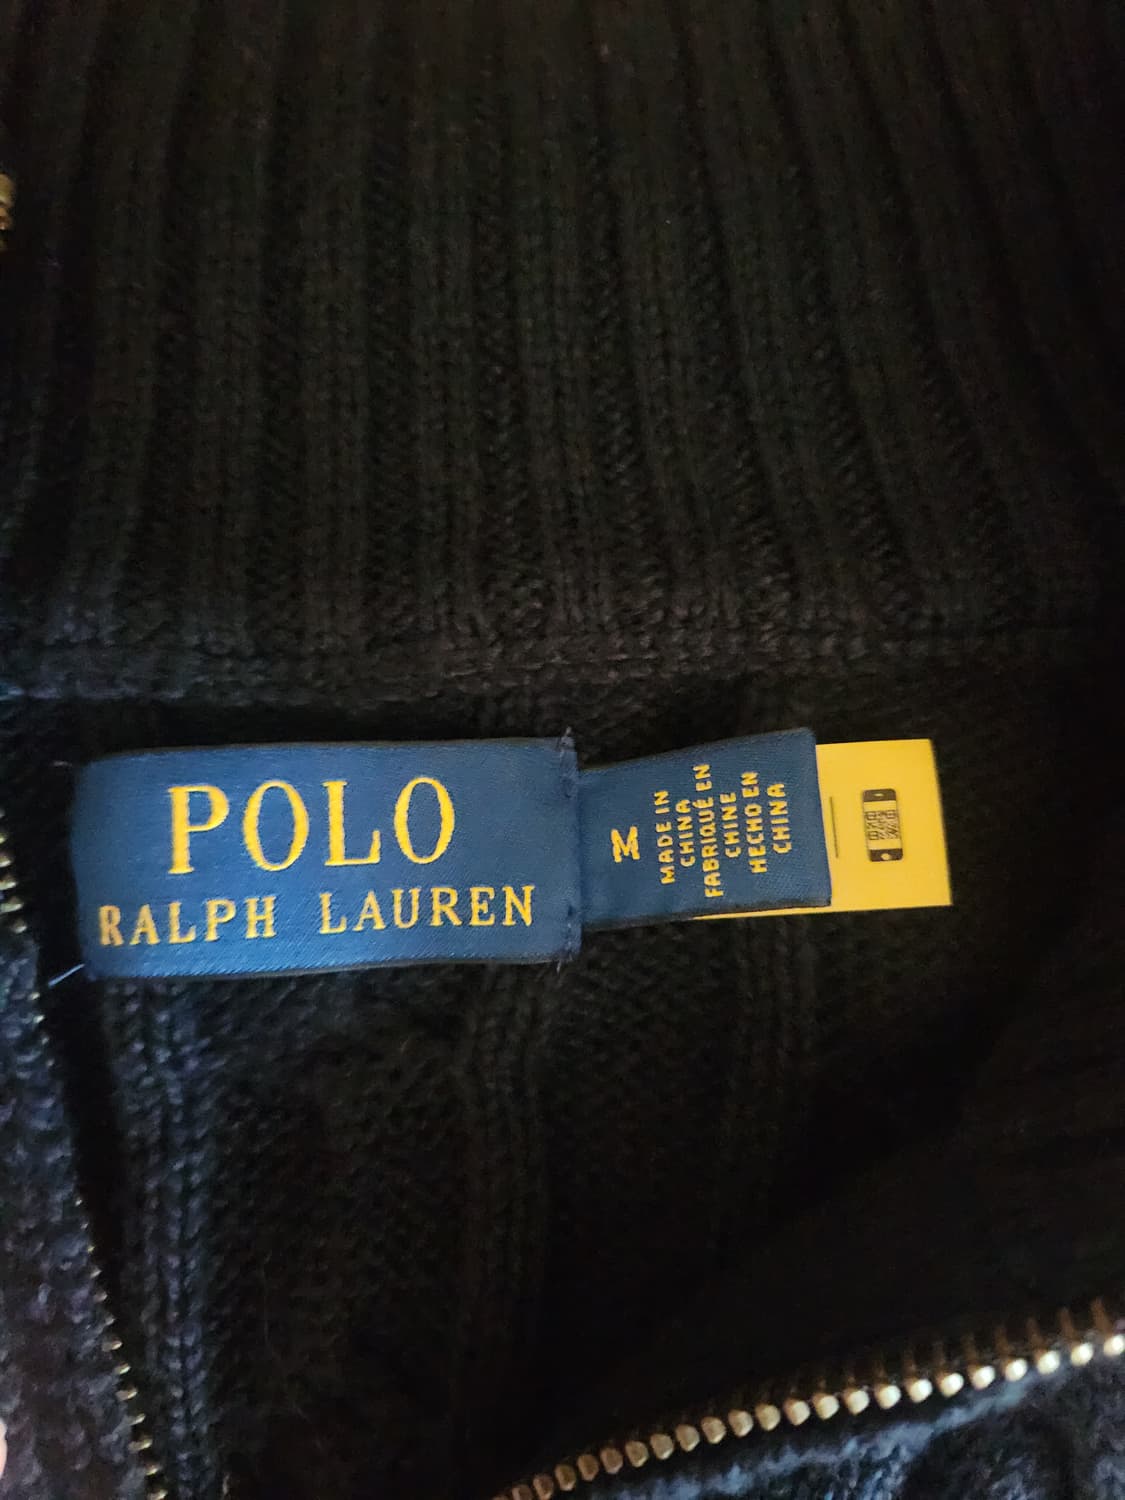 POLO
RALPH LAUREN
M
MADE IN
CHINA
FABRIQUÉ EN
CHINE
HECHO EN
CHINA